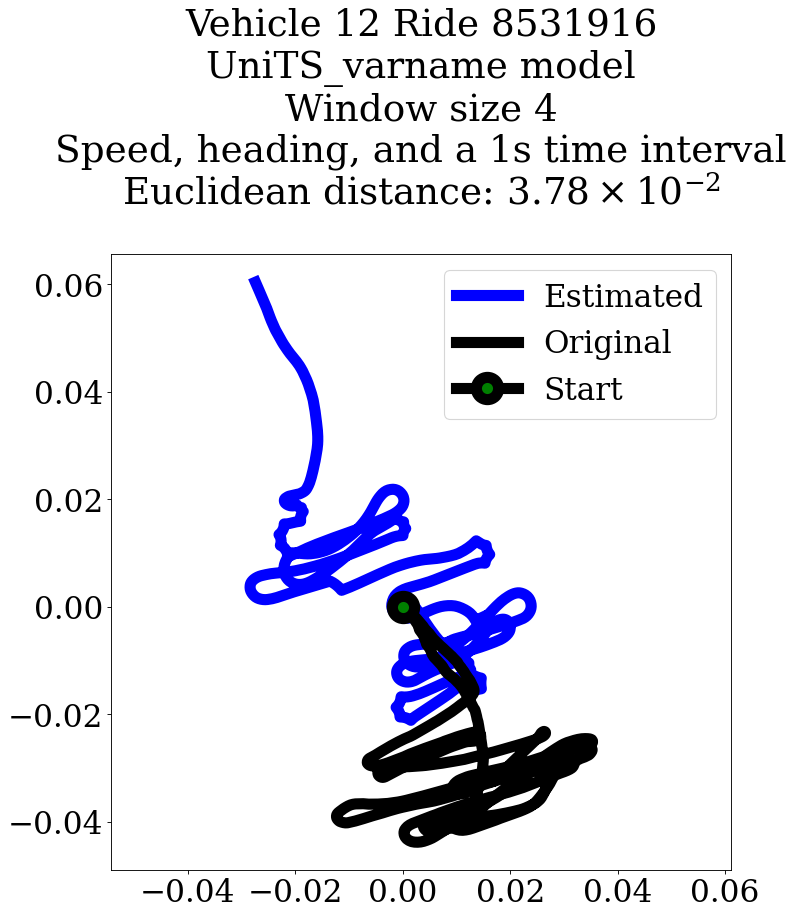 Vehicle 12 Ride 8531916
UniTS_varname model
Window size 4
Speed, heading, and a 1s time interval
Euclidean distance: 3.78 × 10⁻²
Estimated
Original
Start
0.06
0.04
0.02
0.00
−0.02
−0.04
−0.04 −0.02 0.00 0.02 0.04 0.06